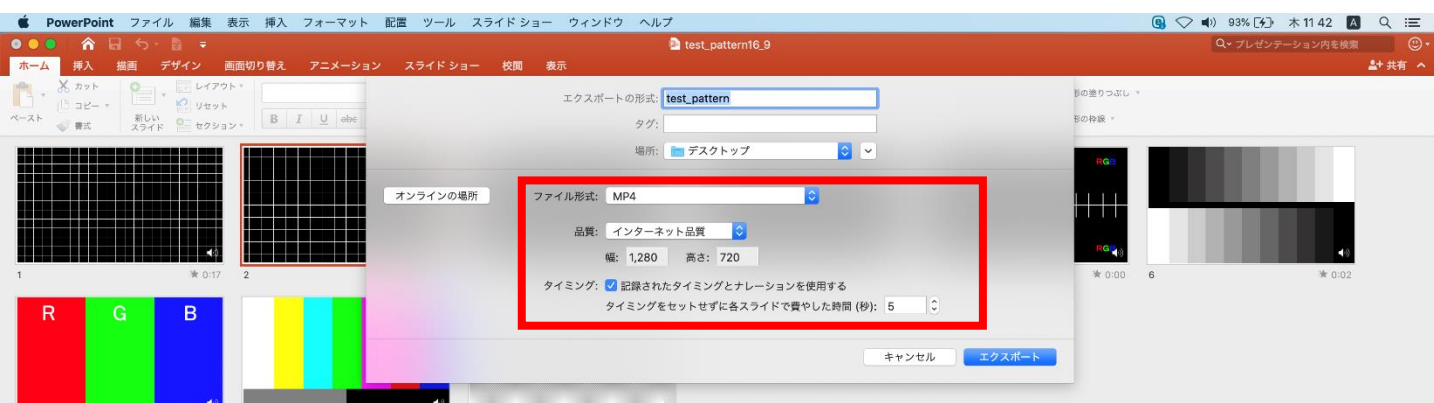 PowerPoint ファイル 編集 表示 挿入 フォーマット 配置 ツール スライド ショー ウィンドウ ヘルプ 93% 木 11 42 A
test_pattern16_9 プレゼンテーション内を検索
ホーム 挿入 描画 デザイン 画面切り替え アニメーション スライド ショー 校閲 表示 共有
ペースト カット コピー 書式
新しい スライド レイアウト リセット セクション
B I U abc
形の塗りつぶし
形の枠線
エクスポートの形式: test_pattern
タグ:
場所: デスクトップ
オンラインの場所
ファイル形式: MP4
品質: インターネット品質
幅: 1,280 高さ: 720
タイミング: 記録されたタイミングとナレーションを使用する
タイミングをセットせずに各スライドで費やした時間 (秒): 5
キャンセル エクスポート
1 0:17 2
RGB
RGB
0:00 6 0:02
R G B